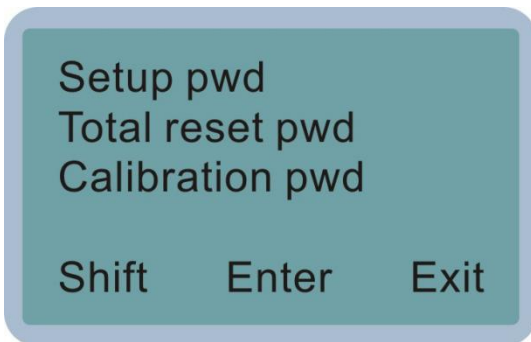 Setup pwd
Total reset pwd
Calibration pwd
Shift Enter Exit